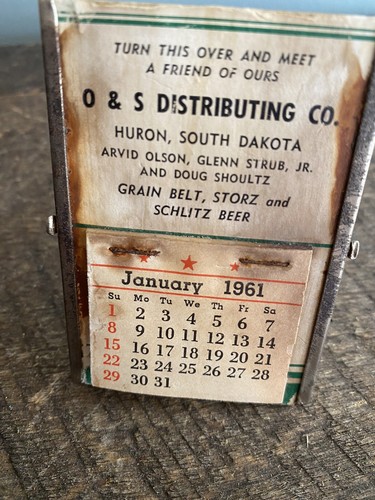 TURN THIS OVER AND MEET
A FRIEND OF OURS
O & S DISTRIBUTING CO.
HURON, SOUTH DAKOTA
ARVID OLSON, GLENN STRUB, JR.
AND DOUG SHOULTZ
GRAIN BELT, STORZ and
SCHLITZ BEER
January 1961
Su Mo Tu We Th Fr Sa
1 2 3 4 5 6 7
8 9 10 11 12 13 14
15 16 17 18 19 20 21
22 23 24 25 26 27 28
29 30 31